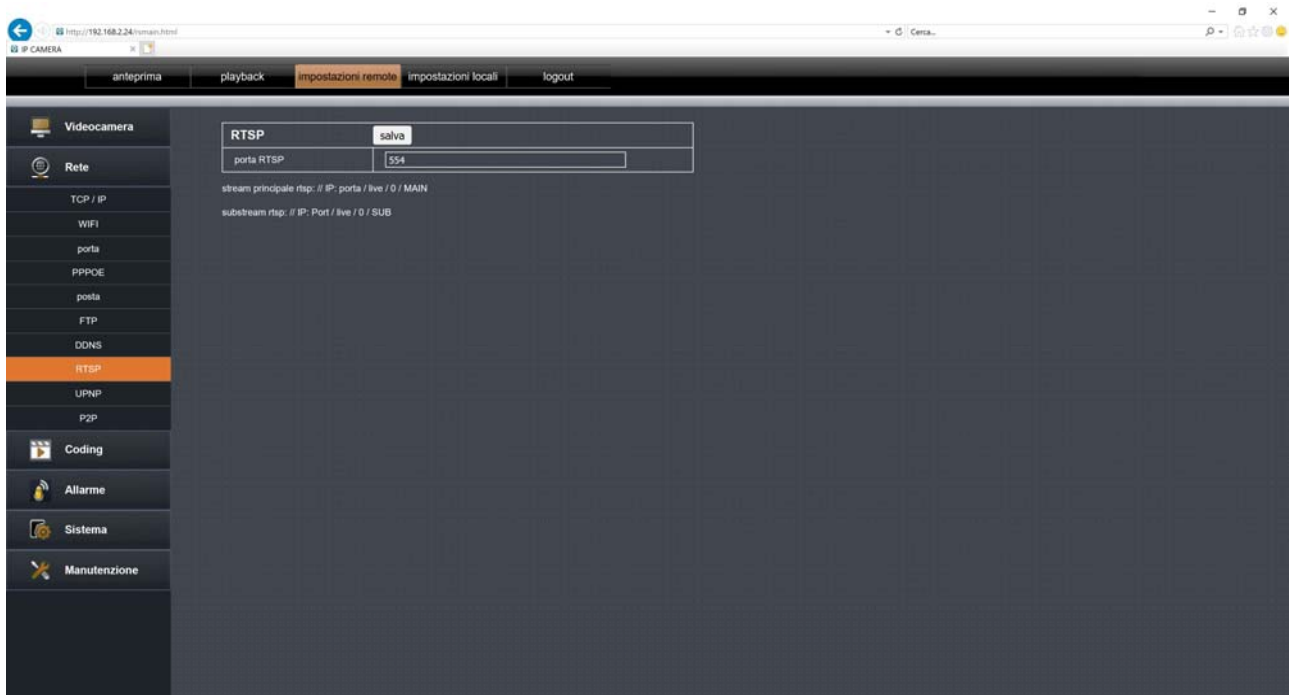 http://192.168.2.24/romain.html
Cerca...
IP CAMERA
anteprima playback impostazioni remote impostazioni locali logout
Videocamera
Rete
TCP / IP
WIFI
porta
PPPOE
posta
FTP
DDNS
RTSP
UPNP
P2P
Coding
Allarme
Sistema
Manutenzione
RTSP salva
porta RTSP 554
stream principale rtsp: // IP: porta / live / 0 / MAIN
substream rtsp: // IP: Port / live / 0 / SUB